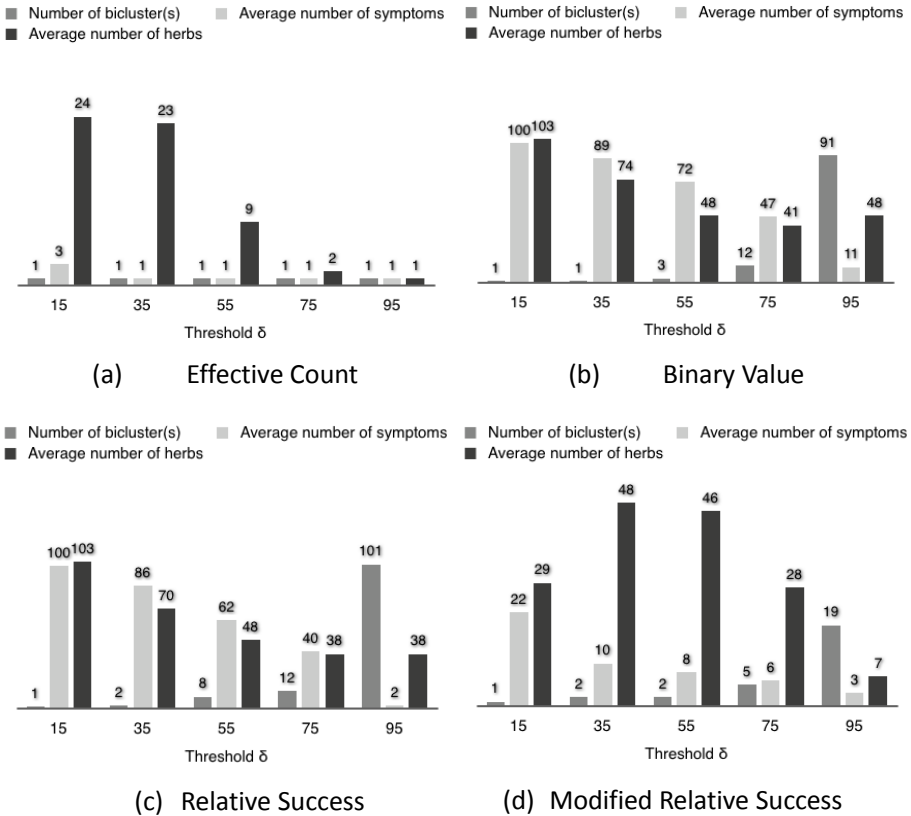 Number of bicluster(s) Average number of symptoms
Average number of herbs
24
23
9
3
2
1 1 1 1 1 1 1 1 1 1
15 35 55 75 95
Threshold δ
(a) Effective Count
Number of bicluster(s) Average number of symptoms
Average number of herbs
100 103
89
74
72
48
47
41
91
48
1 1 3 12 11
15 35 55 75 95
Threshold δ
(b) Binary Value
Number of bicluster(s) Average number of symptoms
Average number of herbs
100 103
86
70
62
48
40 38
101
38
1 2 8 12 2
15 35 55 75 95
Threshold δ
(c) Relative Success
Number of bicluster(s) Average number of symptoms
Average number of herbs
48
46
29
28
22
19
10
8
7
1 2 2 5 6 3
15 35 55 75 95
Threshold δ
(d) Modified Relative Success